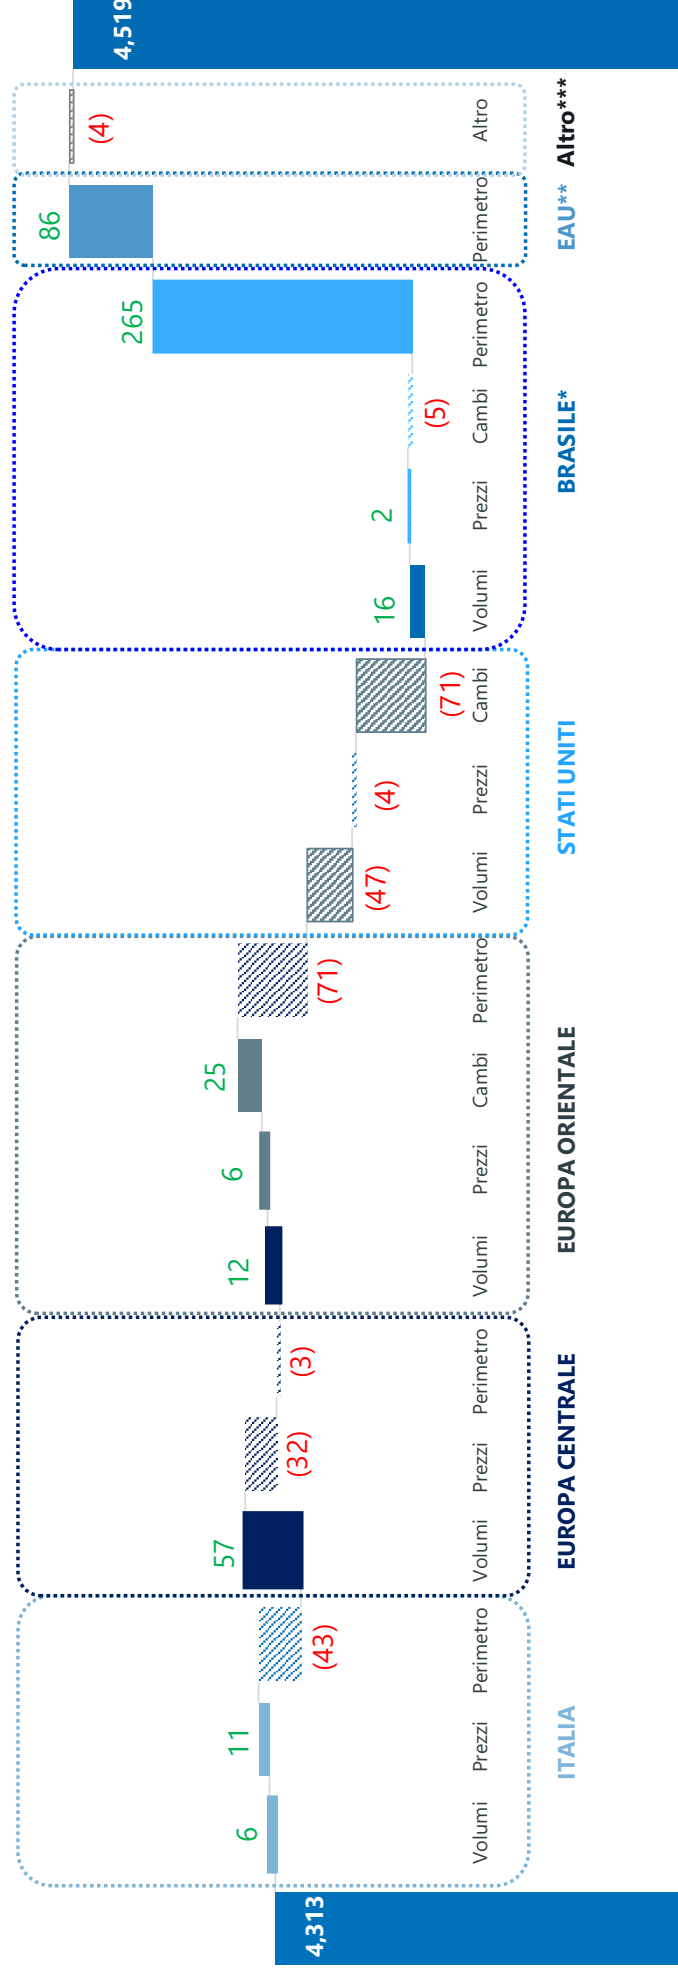 4,313
6
Volumi
11
Prezzi
(43)
Perimetro
ITALIA
57
Volumi
(32)
Prezzi
(3)
Perimetro
EUROPA CENTRALE
12
Volumi
6
Prezzi
25
Cambi
(71)
Perimetro
EUROPA ORIENTALE
(47)
Volumi
(4)
Prezzi
(71)
Cambi
STATI UNITI
16
Volumi
2
Prezzi
(5)
Cambi
265
Perimetro
BRASILE*
86
Perimetro
EAU**
(4)
Altro
Altro***
4,519